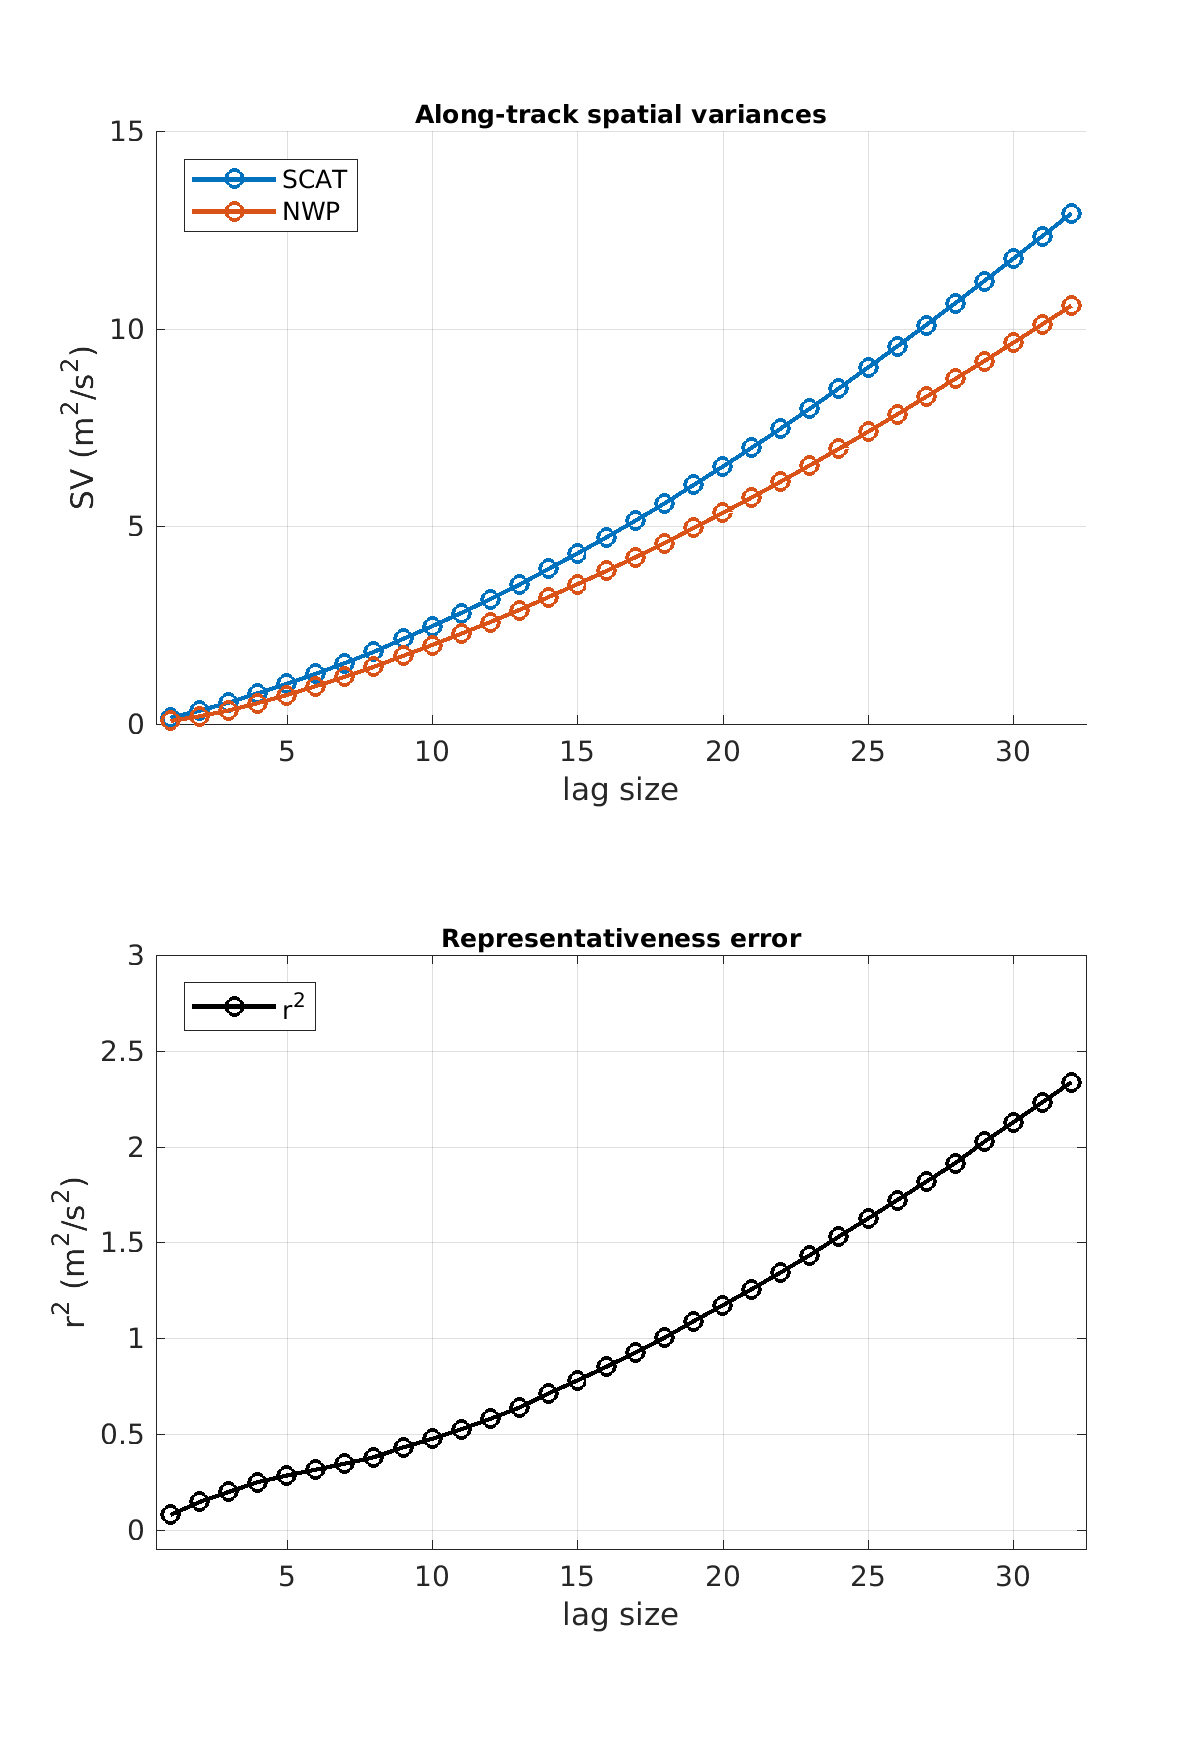 Along-track spatial variances
15
10
5
0
SV (m²/s²)
SCAT
NWP
5 10 15 20 25 30
lag size
Representativeness error
3
2.5
2
1.5
1
0.5
0
r² (m²/s²)
r²
5 10 15 20 25 30
lag size